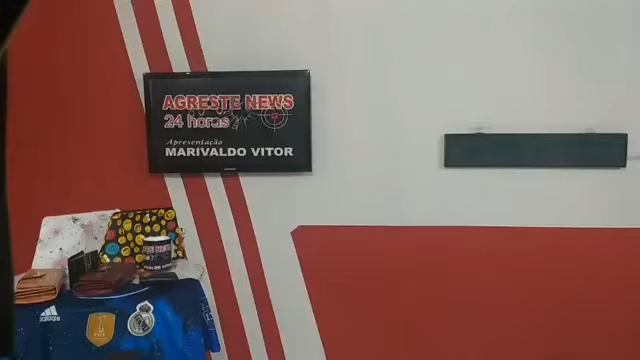 AGRESTE NEWS
24 horas
Apresentação
MARIVALDO VITOR
adidas